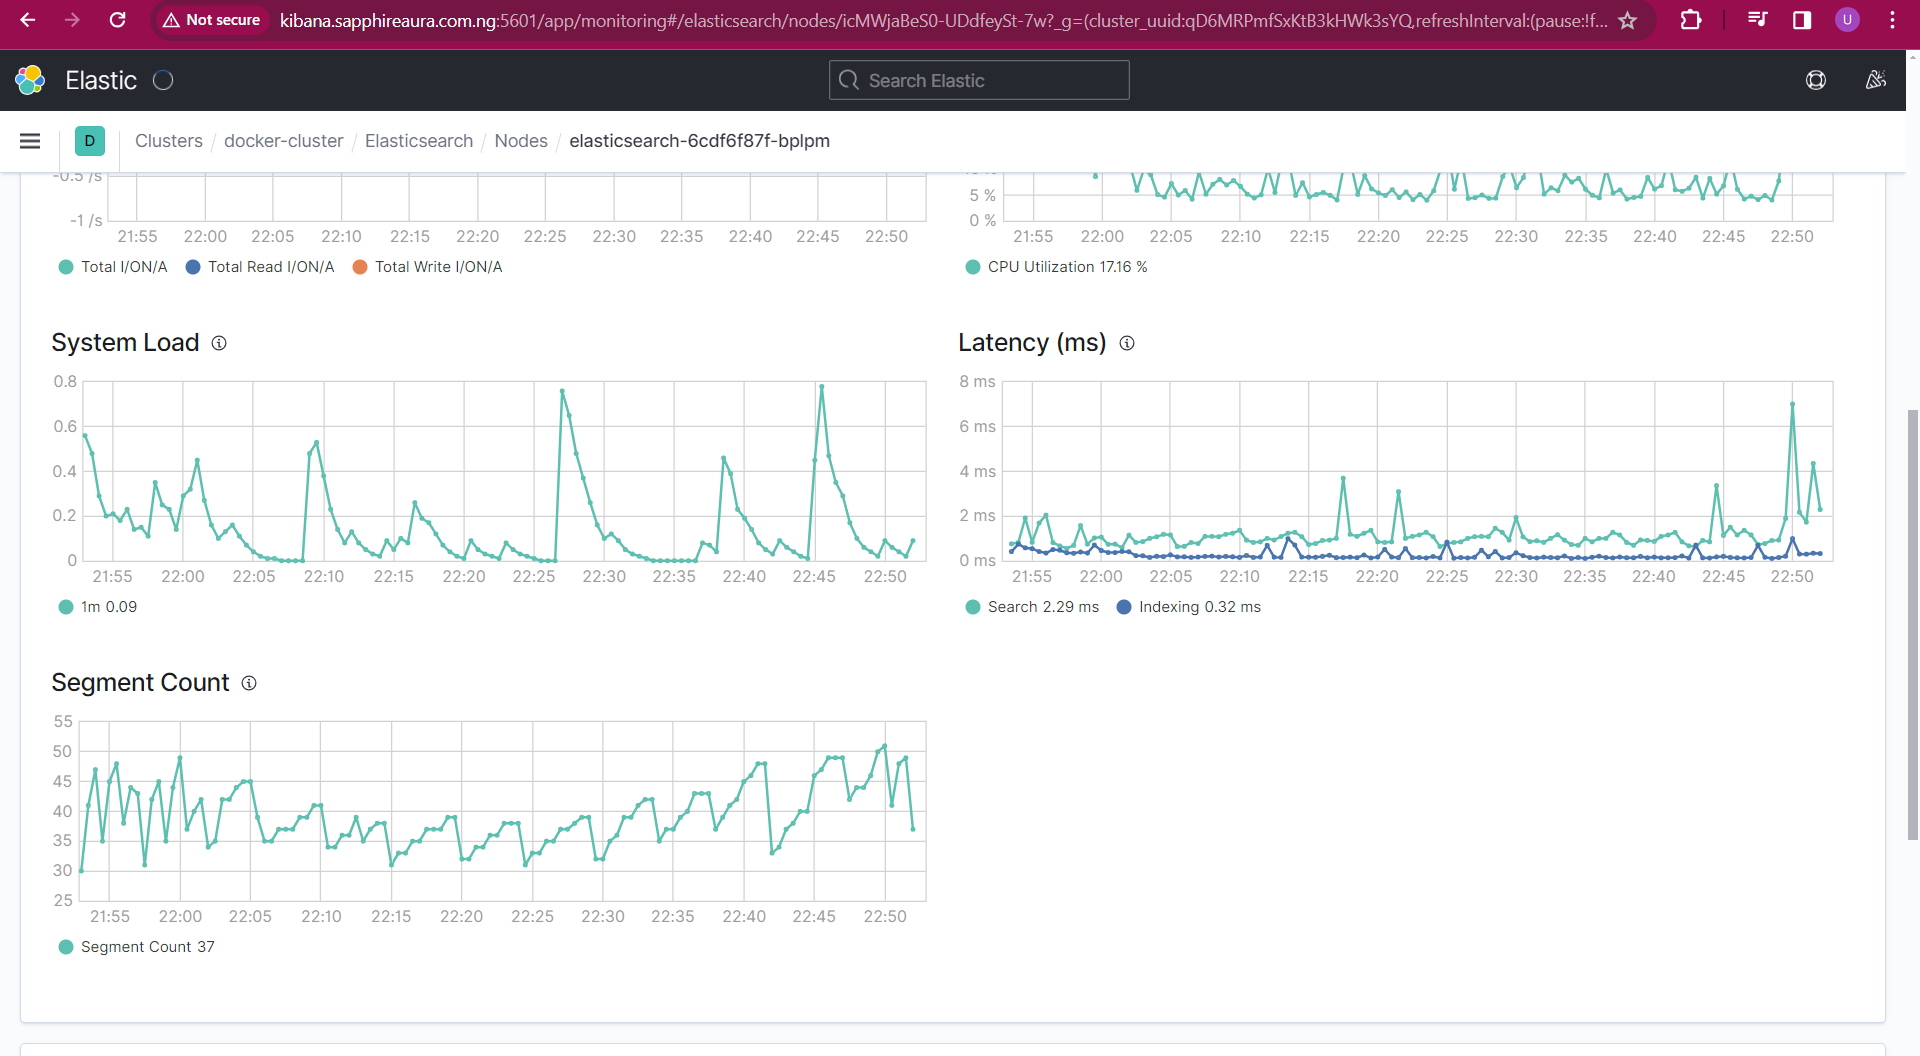 Not secure kibana.sapphireaura.com.ng:5601/app/monitoring#/elasticsearch/nodes/icMWjaBeS0-UDdfeySt-7w?_g=(cluster_uuid:qD6MRPmfSxKtB3kHWk3sYQ,refreshInterval:(pause:!f... U
Elastic Search Elastic
D Clusters / docker-cluster / Elasticsearch / Nodes / elasticsearch-6cdf6f87f-bplpm
-0.5 /s
-1 /s
21:55 22:00 22:05 22:10 22:15 22:20 22:25 22:30 22:35 22:40 22:45 22:50
Total I/ON/A Total Read I/ON/A Total Write I/ON/A
5 %
0 %
21:55 22:00 22:05 22:10 22:15 22:20 22:25 22:30 22:35 22:40 22:45 22:50
CPU Utilization 17.16 %
System Load
0.8
0.6
0.4
0.2
0
21:55 22:00 22:05 22:10 22:15 22:20 22:25 22:30 22:35 22:40 22:45 22:50
1m 0.09
Latency (ms)
8 ms
6 ms
4 ms
2 ms
0 ms
21:55 22:00 22:05 22:10 22:15 22:20 22:25 22:30 22:35 22:40 22:45 22:50
Search 2.29 ms Indexing 0.32 ms
Segment Count
55
50
45
40
35
30
25
21:55 22:00 22:05 22:10 22:15 22:20 22:25 22:30 22:35 22:40 22:45 22:50
Segment Count 37